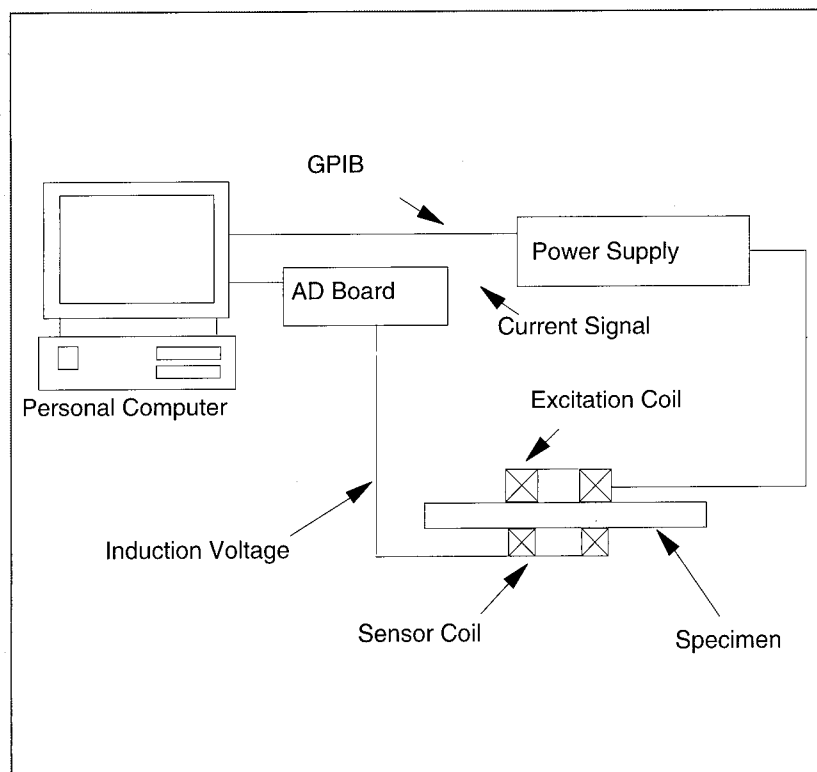 GPIB
Power Supply
AD Board
Current Signal
Personal Computer
Excitation Coil
Induction Voltage
Sensor Coil
Specimen